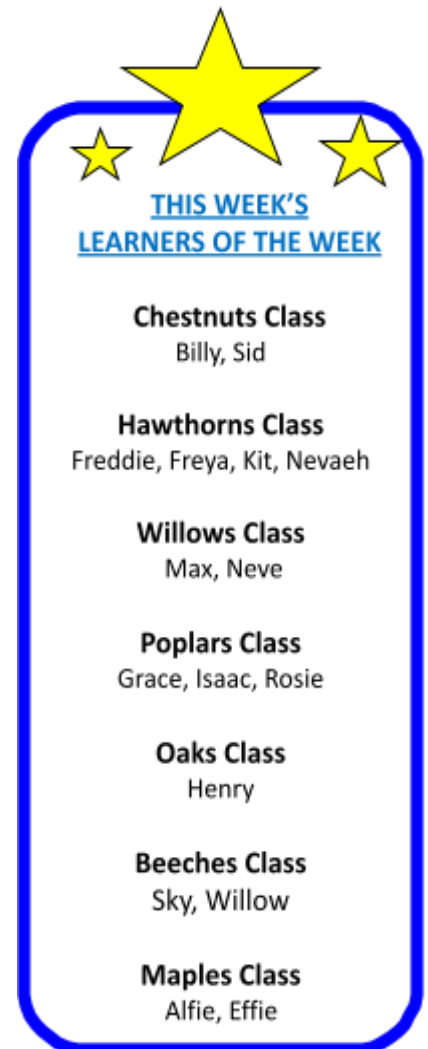 THIS WEEK'S
LEARNERS OF THE WEEK
Chestnuts Class
Billy, Sid
Hawthorns Class
Freddie, Freya, Kit, Nevaeh
Willows Class
Max, Neve
Poplars Class
Grace, Isaac, Rosie
Oaks Class
Henry
Beeches Class
Sky, Willow
Maples Class
Alfie, Effie